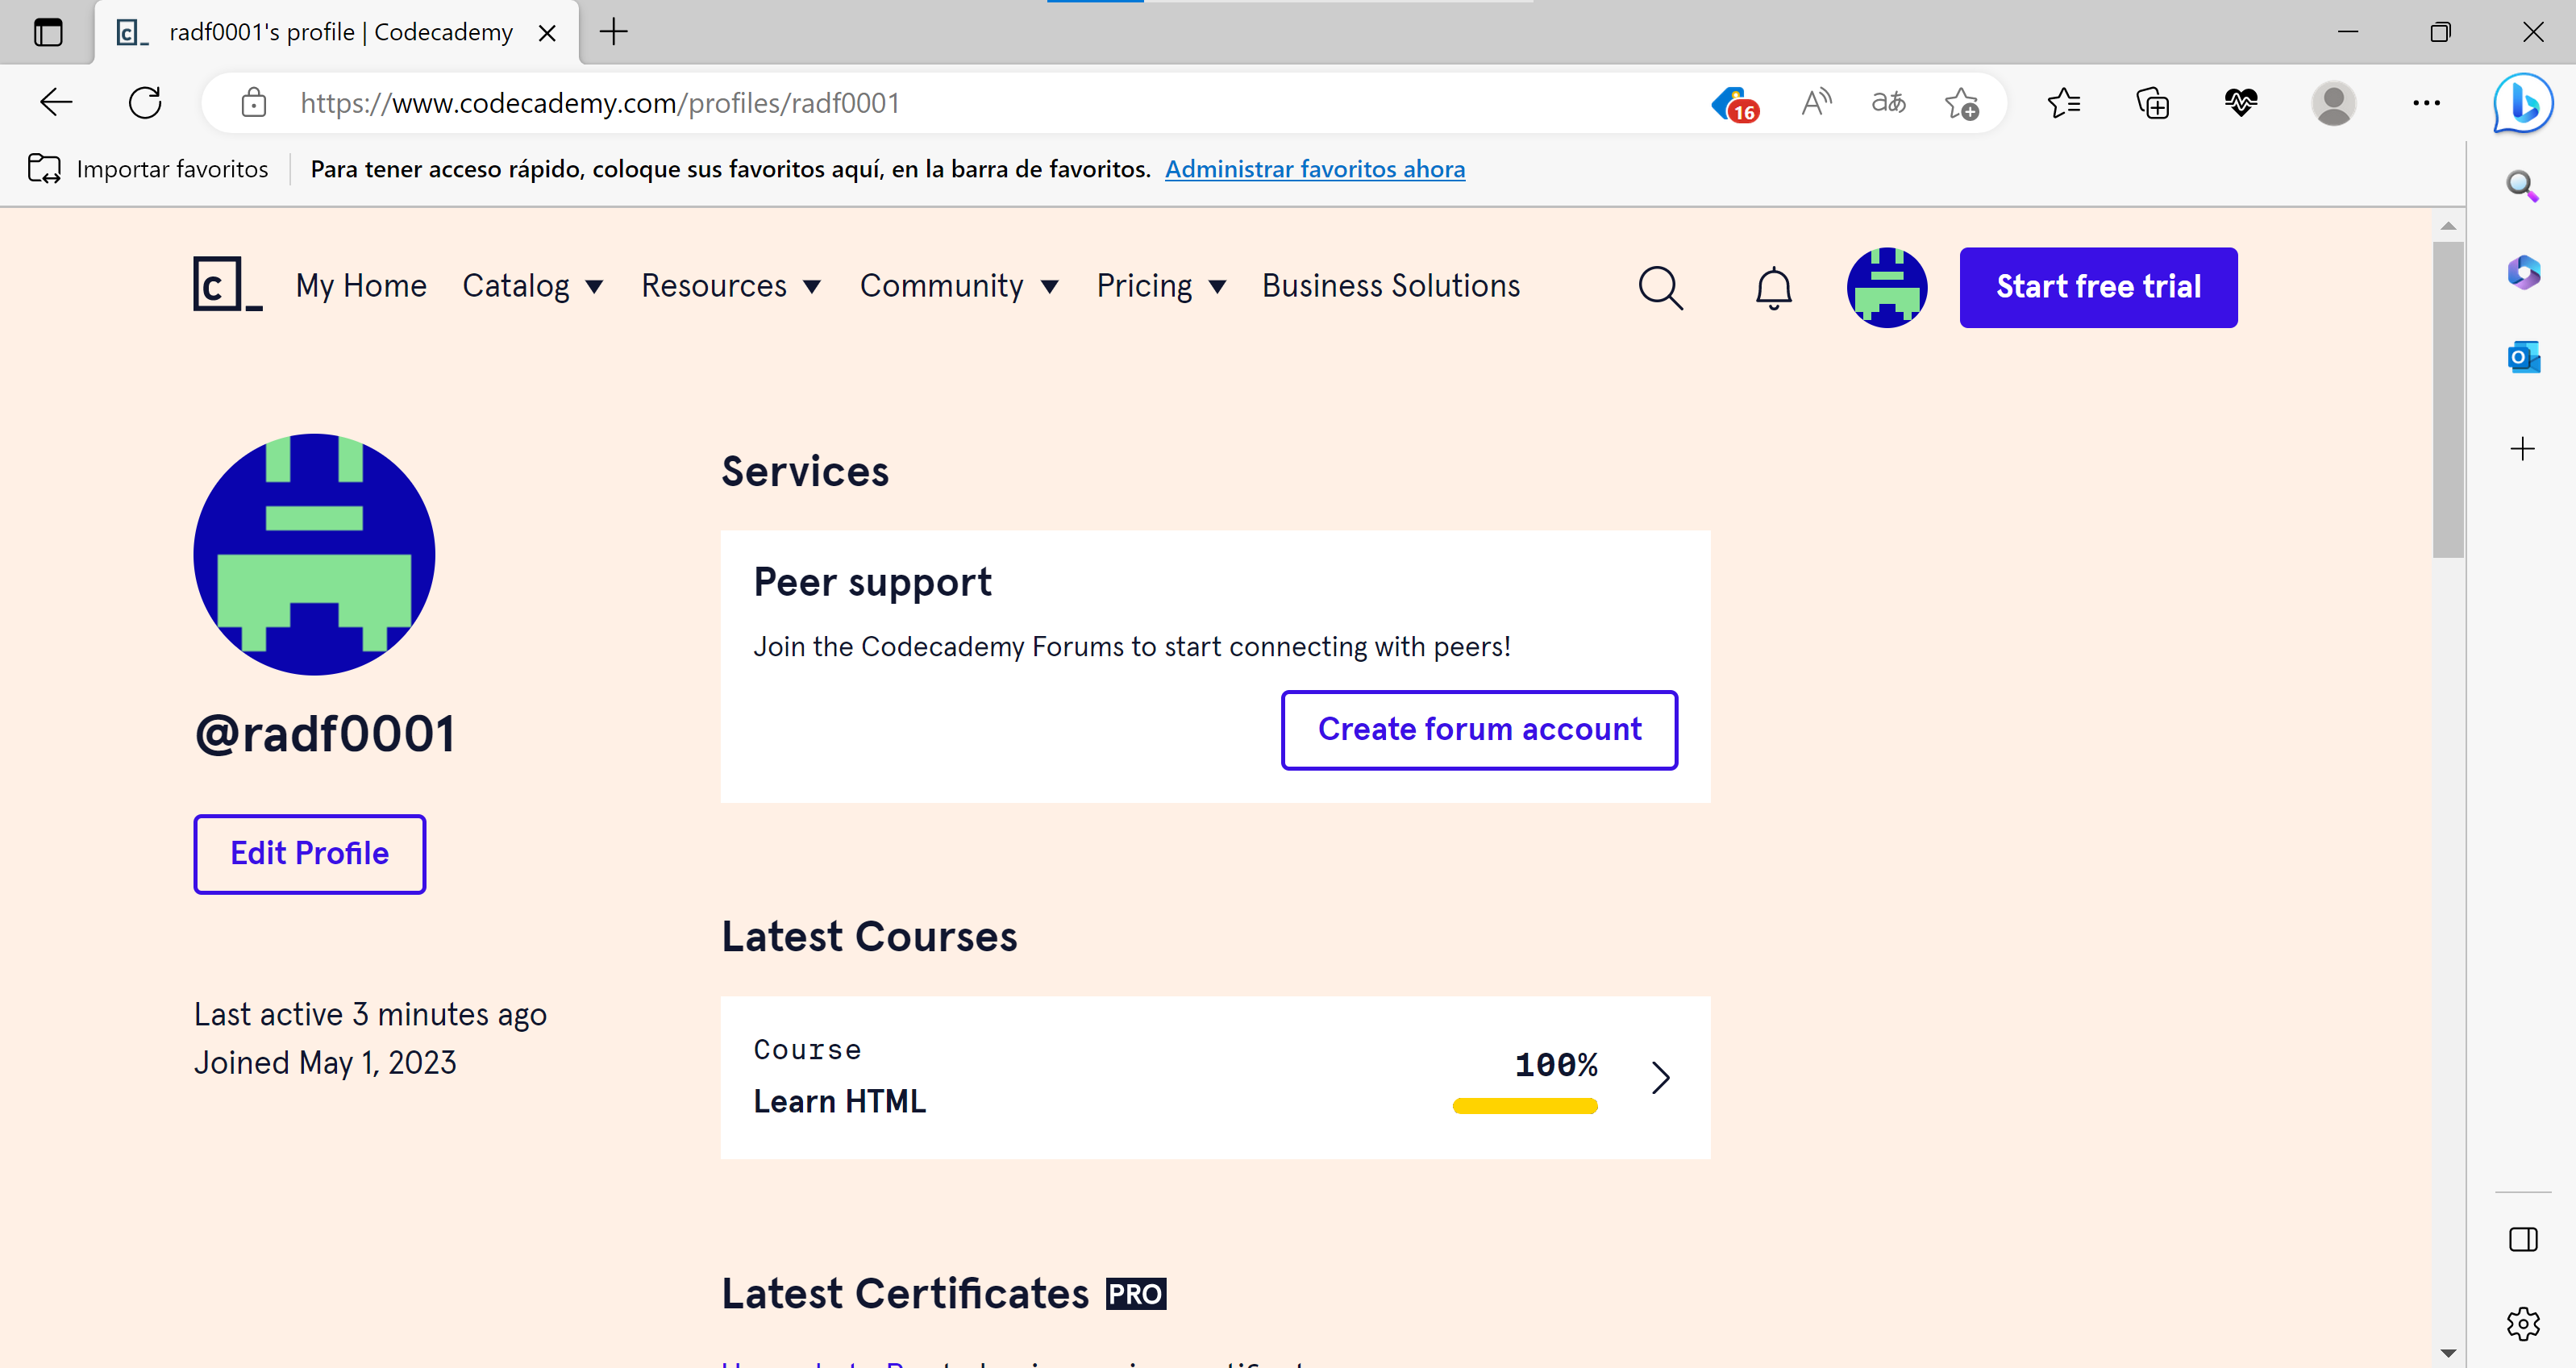 radf0001's profile | Codecademy
https://www.codecademy.com/profiles/radf0001
16
Importar favoritos
Para tener acceso rápido, coloque sus favoritos aquí, en la barra de favoritos. Administrar favoritos ahora
My Home Catalog Resources Community Pricing Business Solutions
Start free trial
@radf0001
Edit Profile
Last active 3 minutes ago
Joined May 1, 2023
Services
Peer support
Join the Codecademy Forums to start connecting with peers!
Create forum account
Latest Courses
Course
Learn HTML
100%
Latest Certificates PRO